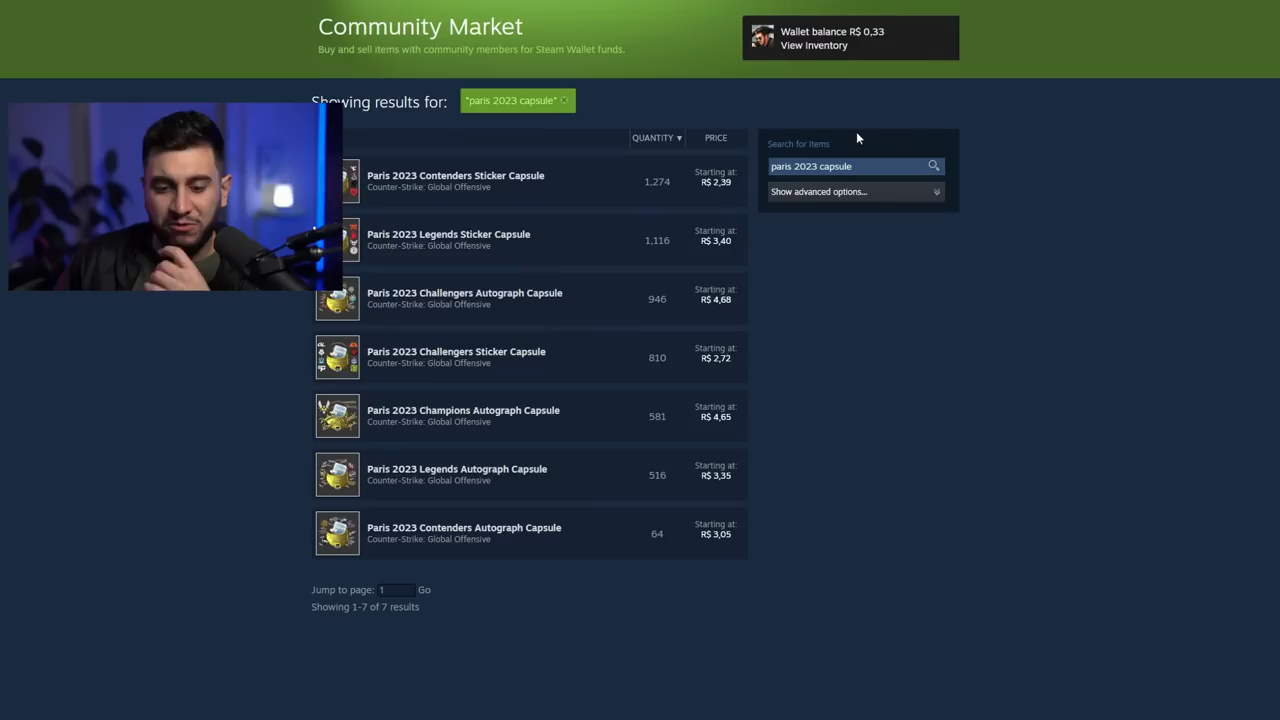 Community Market
Buy and sell items with community members for Steam Wallet funds.
Wallet balance R$ 0,33
View Inventory
Showing results for:
"paris 2023 capsule"
QUANTITY ▼
PRICE
Search for Items
paris 2023 capsule
Show advanced options...
Paris 2023 Contenders Sticker Capsule
Counter-Strike: Global Offensive
1,274
Starting at:
R$ 2,39
Paris 2023 Legends Sticker Capsule
Counter-Strike: Global Offensive
1,116
Starting at:
R$ 3,40
Paris 2023 Challengers Autograph Capsule
Counter-Strike: Global Offensive
946
Starting at:
R$ 4,68
Paris 2023 Challengers Sticker Capsule
Counter-Strike: Global Offensive
810
Starting at:
R$ 2,72
Paris 2023 Champions Autograph Capsule
Counter-Strike: Global Offensive
581
Starting at:
R$ 4,65
Paris 2023 Legends Autograph Capsule
Counter-Strike: Global Offensive
516
Starting at:
R$ 3,35
Paris 2023 Contenders Autograph Capsule
Counter-Strike: Global Offensive
64
Starting at:
R$ 3,05
Jump to page: 1 Go
Showing 1-7 of 7 results